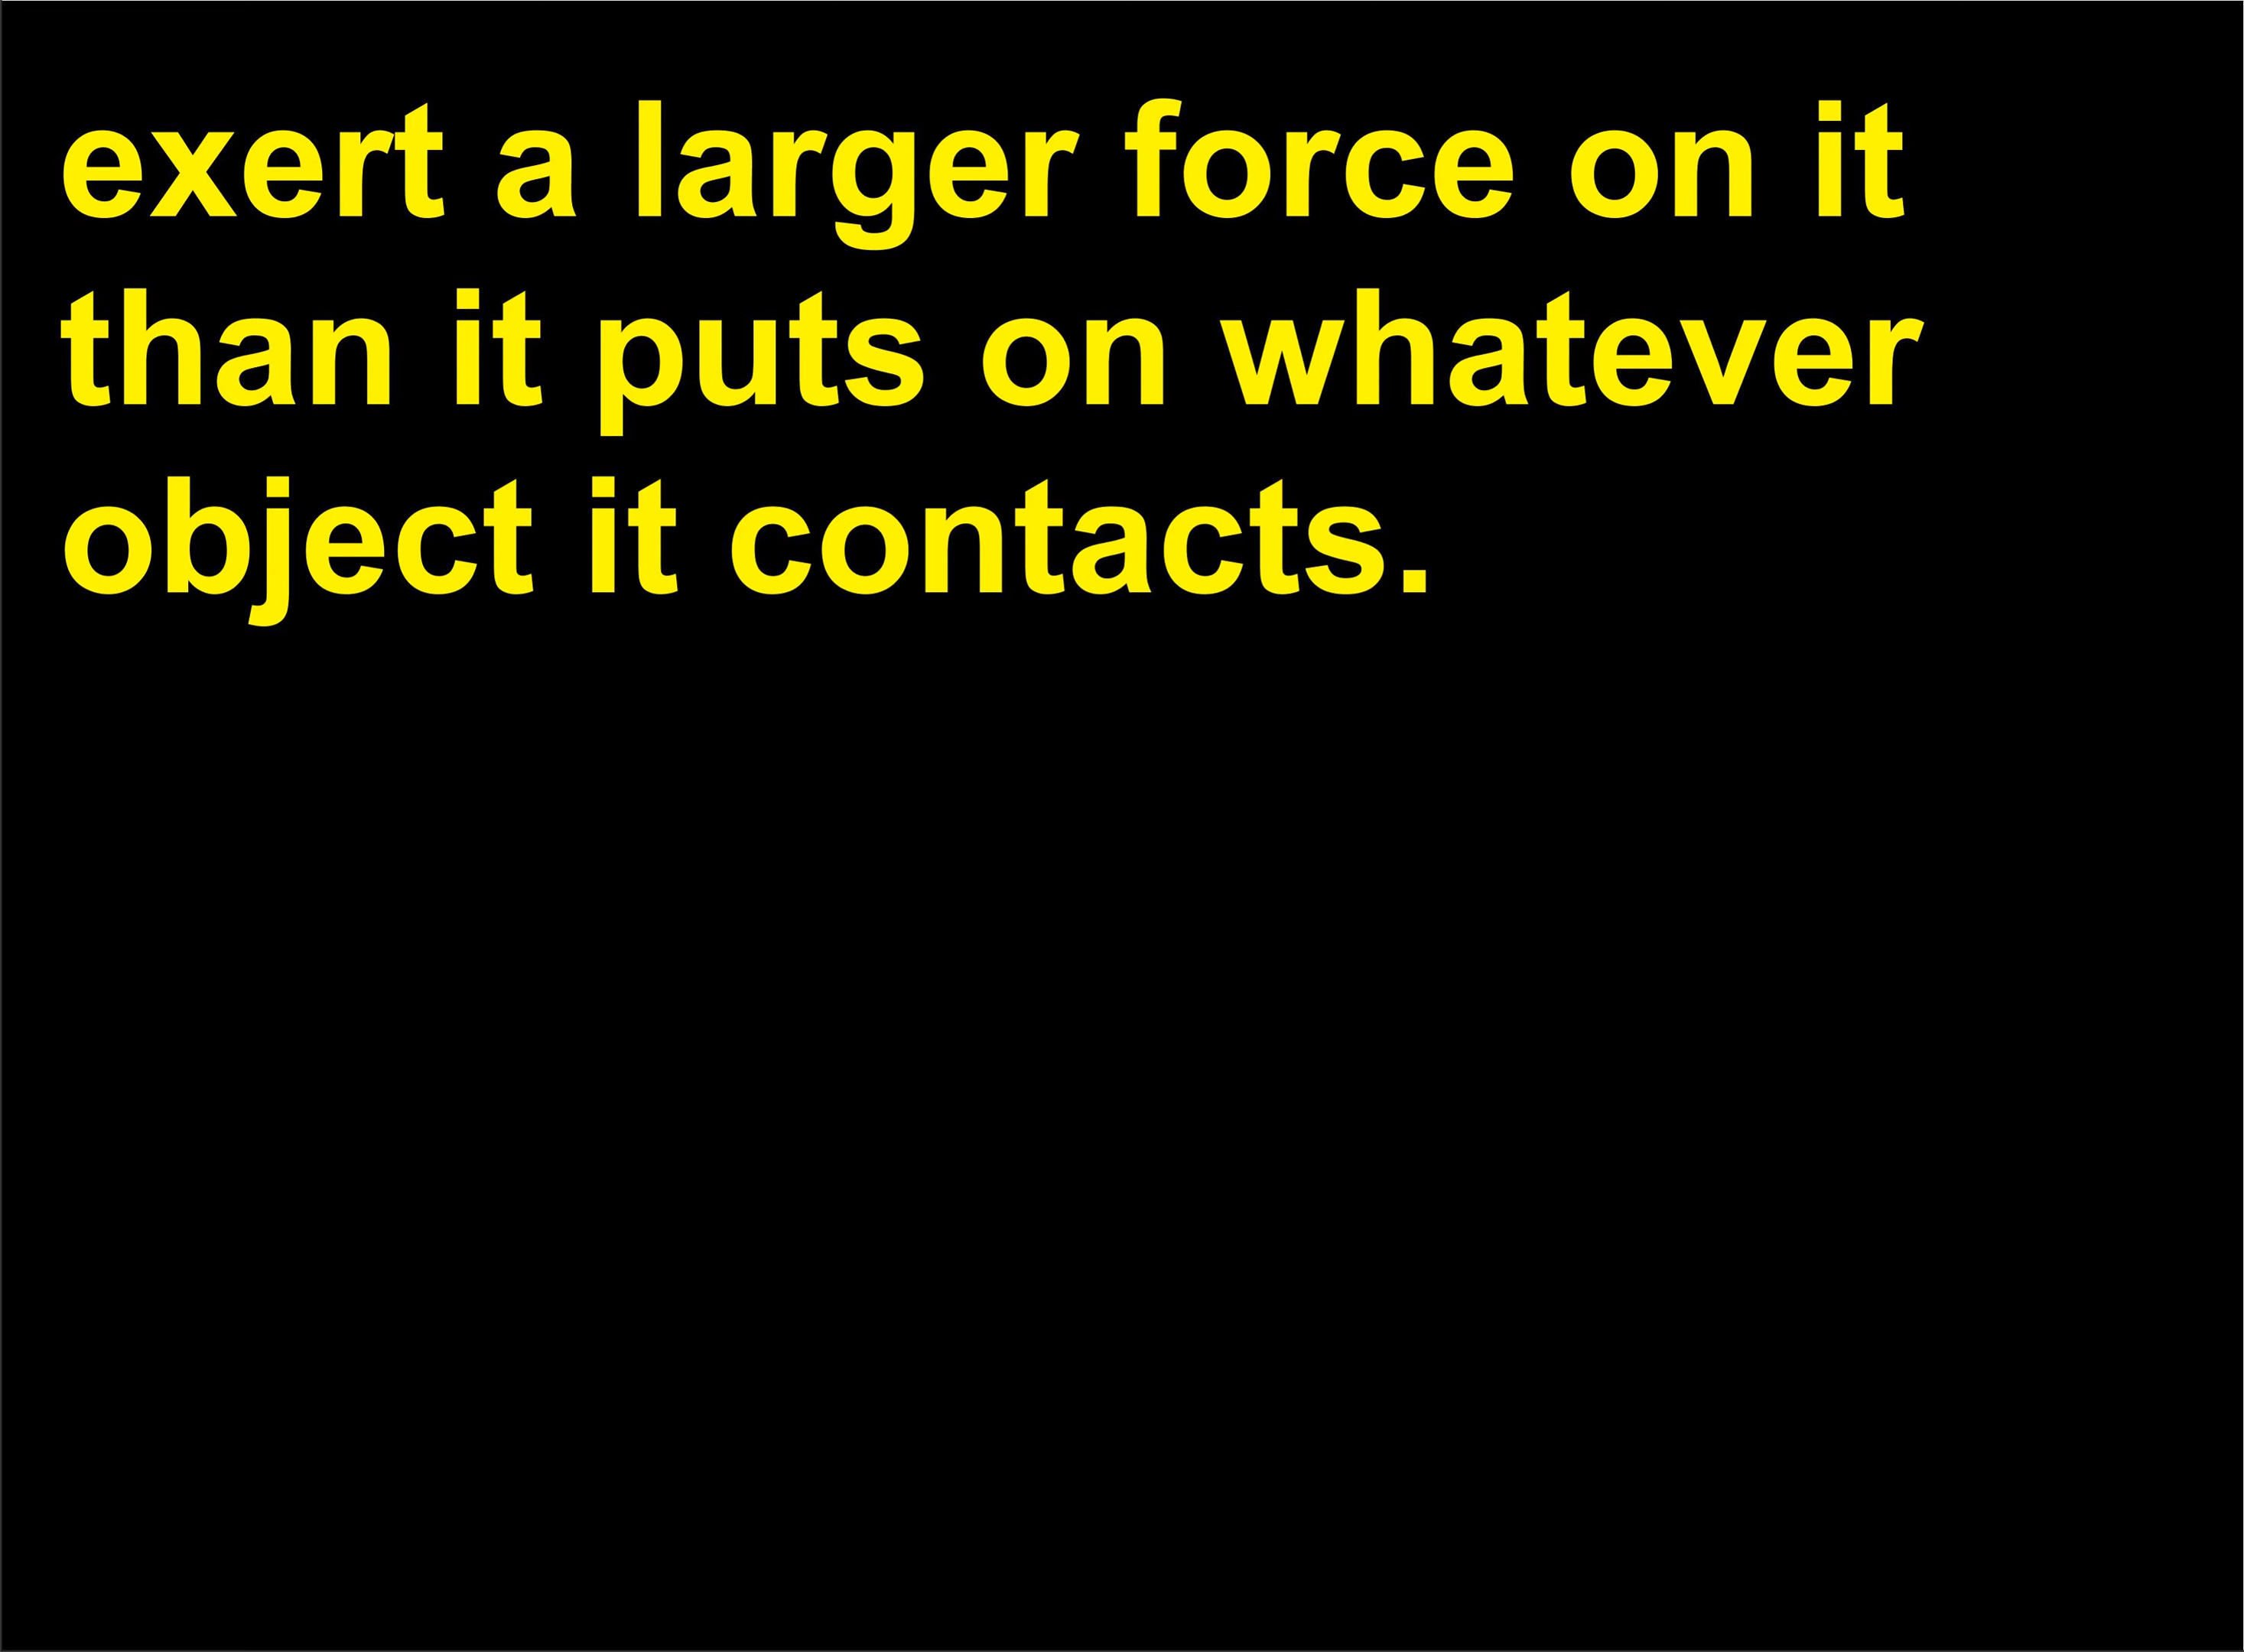 exert a larger force on it
than it puts on whatever
object it contacts.